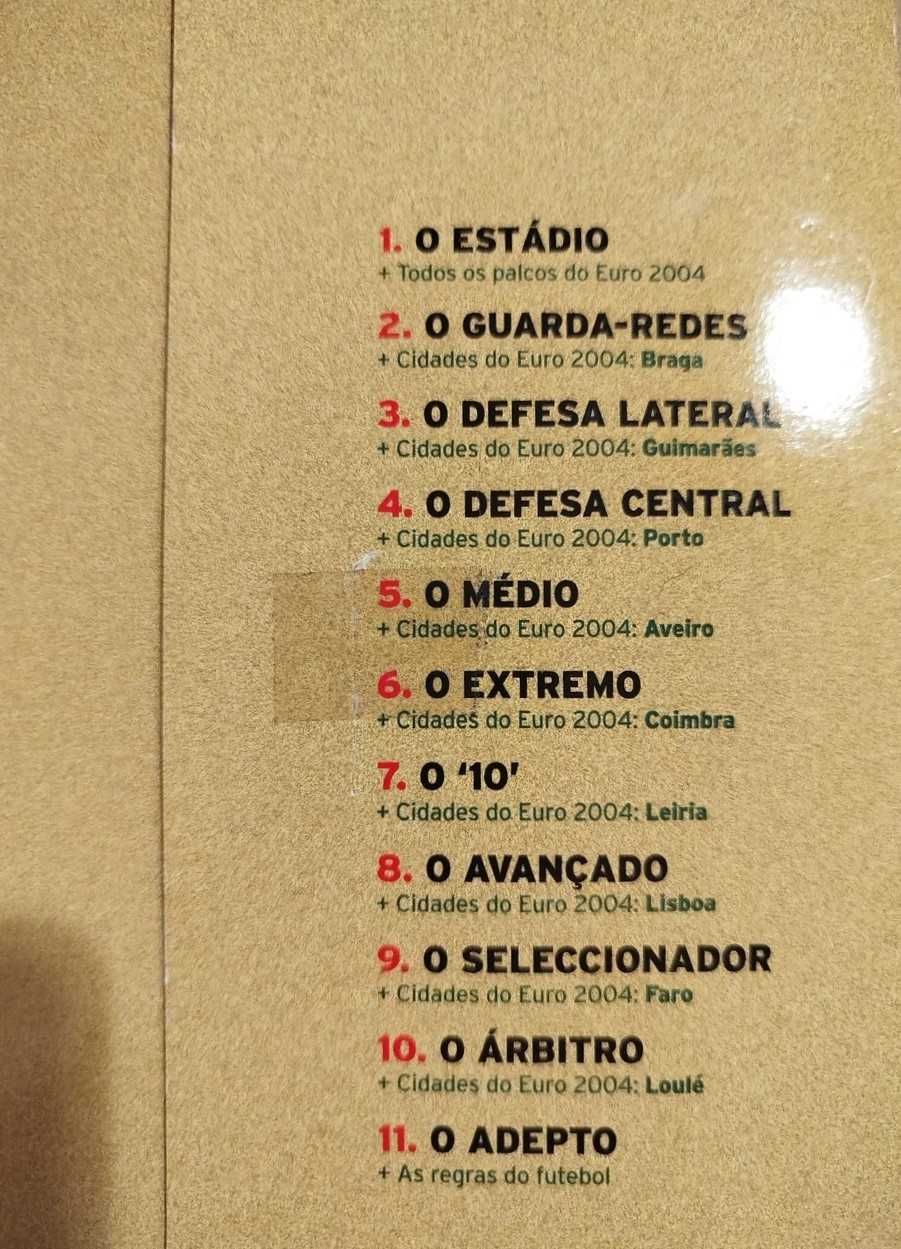 1. O ESTÁDIO
+ Todos os palcos do Euro 2004
2. O GUARDA-REDES
+ Cidades do Euro 2004: Braga
3. O DEFESA LATERAL
+ Cidades do Euro 2004: Guimarães
4. O DEFESA CENTRAL
+ Cidades do Euro 2004: Porto
5. O MÉDIO
+ Cidades do Euro 2004: Aveiro
6. O EXTREMO
+ Cidades do Euro 2004: Coimbra
7. O ‘10’
+ Cidades do Euro 2004: Leiria
8. O AVANÇADO
+ Cidades do Euro 2004: Lisboa
9. O SELECCIONADOR
+ Cidades do Euro 2004: Faro
10. O ÁRBITRO
+ Cidades do Euro 2004: Loulé
11. O ADEPTO
+ As regras do futebol